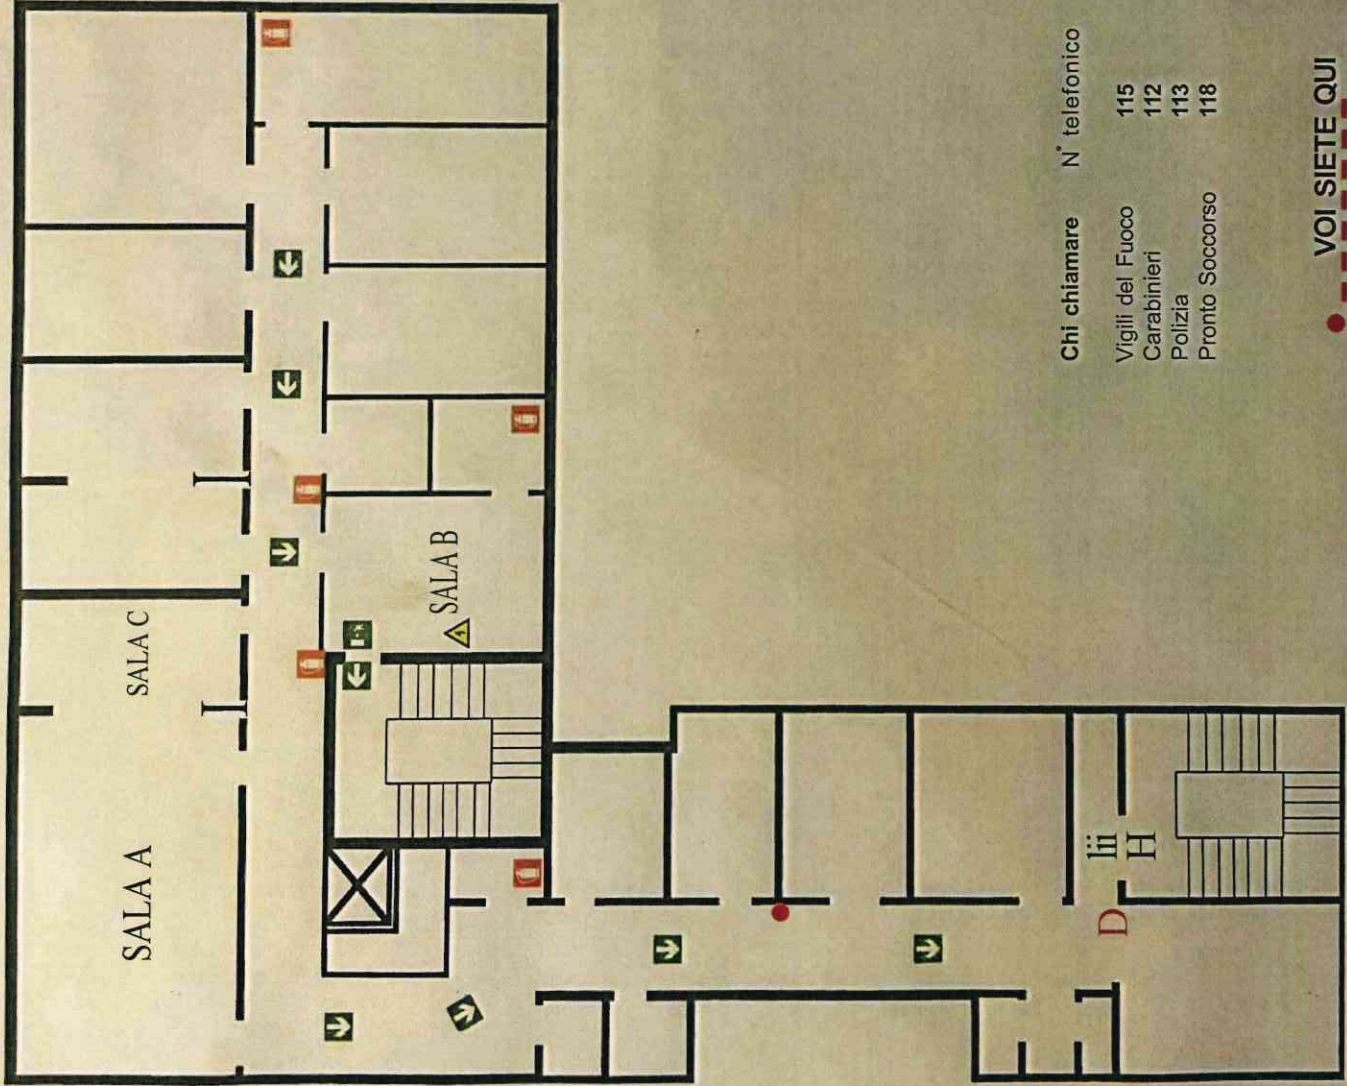 SALA A
SALA C
SALA B
I
I
lii
H
D
Chi chiamare N° telefonico
Vigili del Fuoco 115
Carabinieri 112
Polizia 113
Pronto Soccorso 118
VOI SIETE QUI